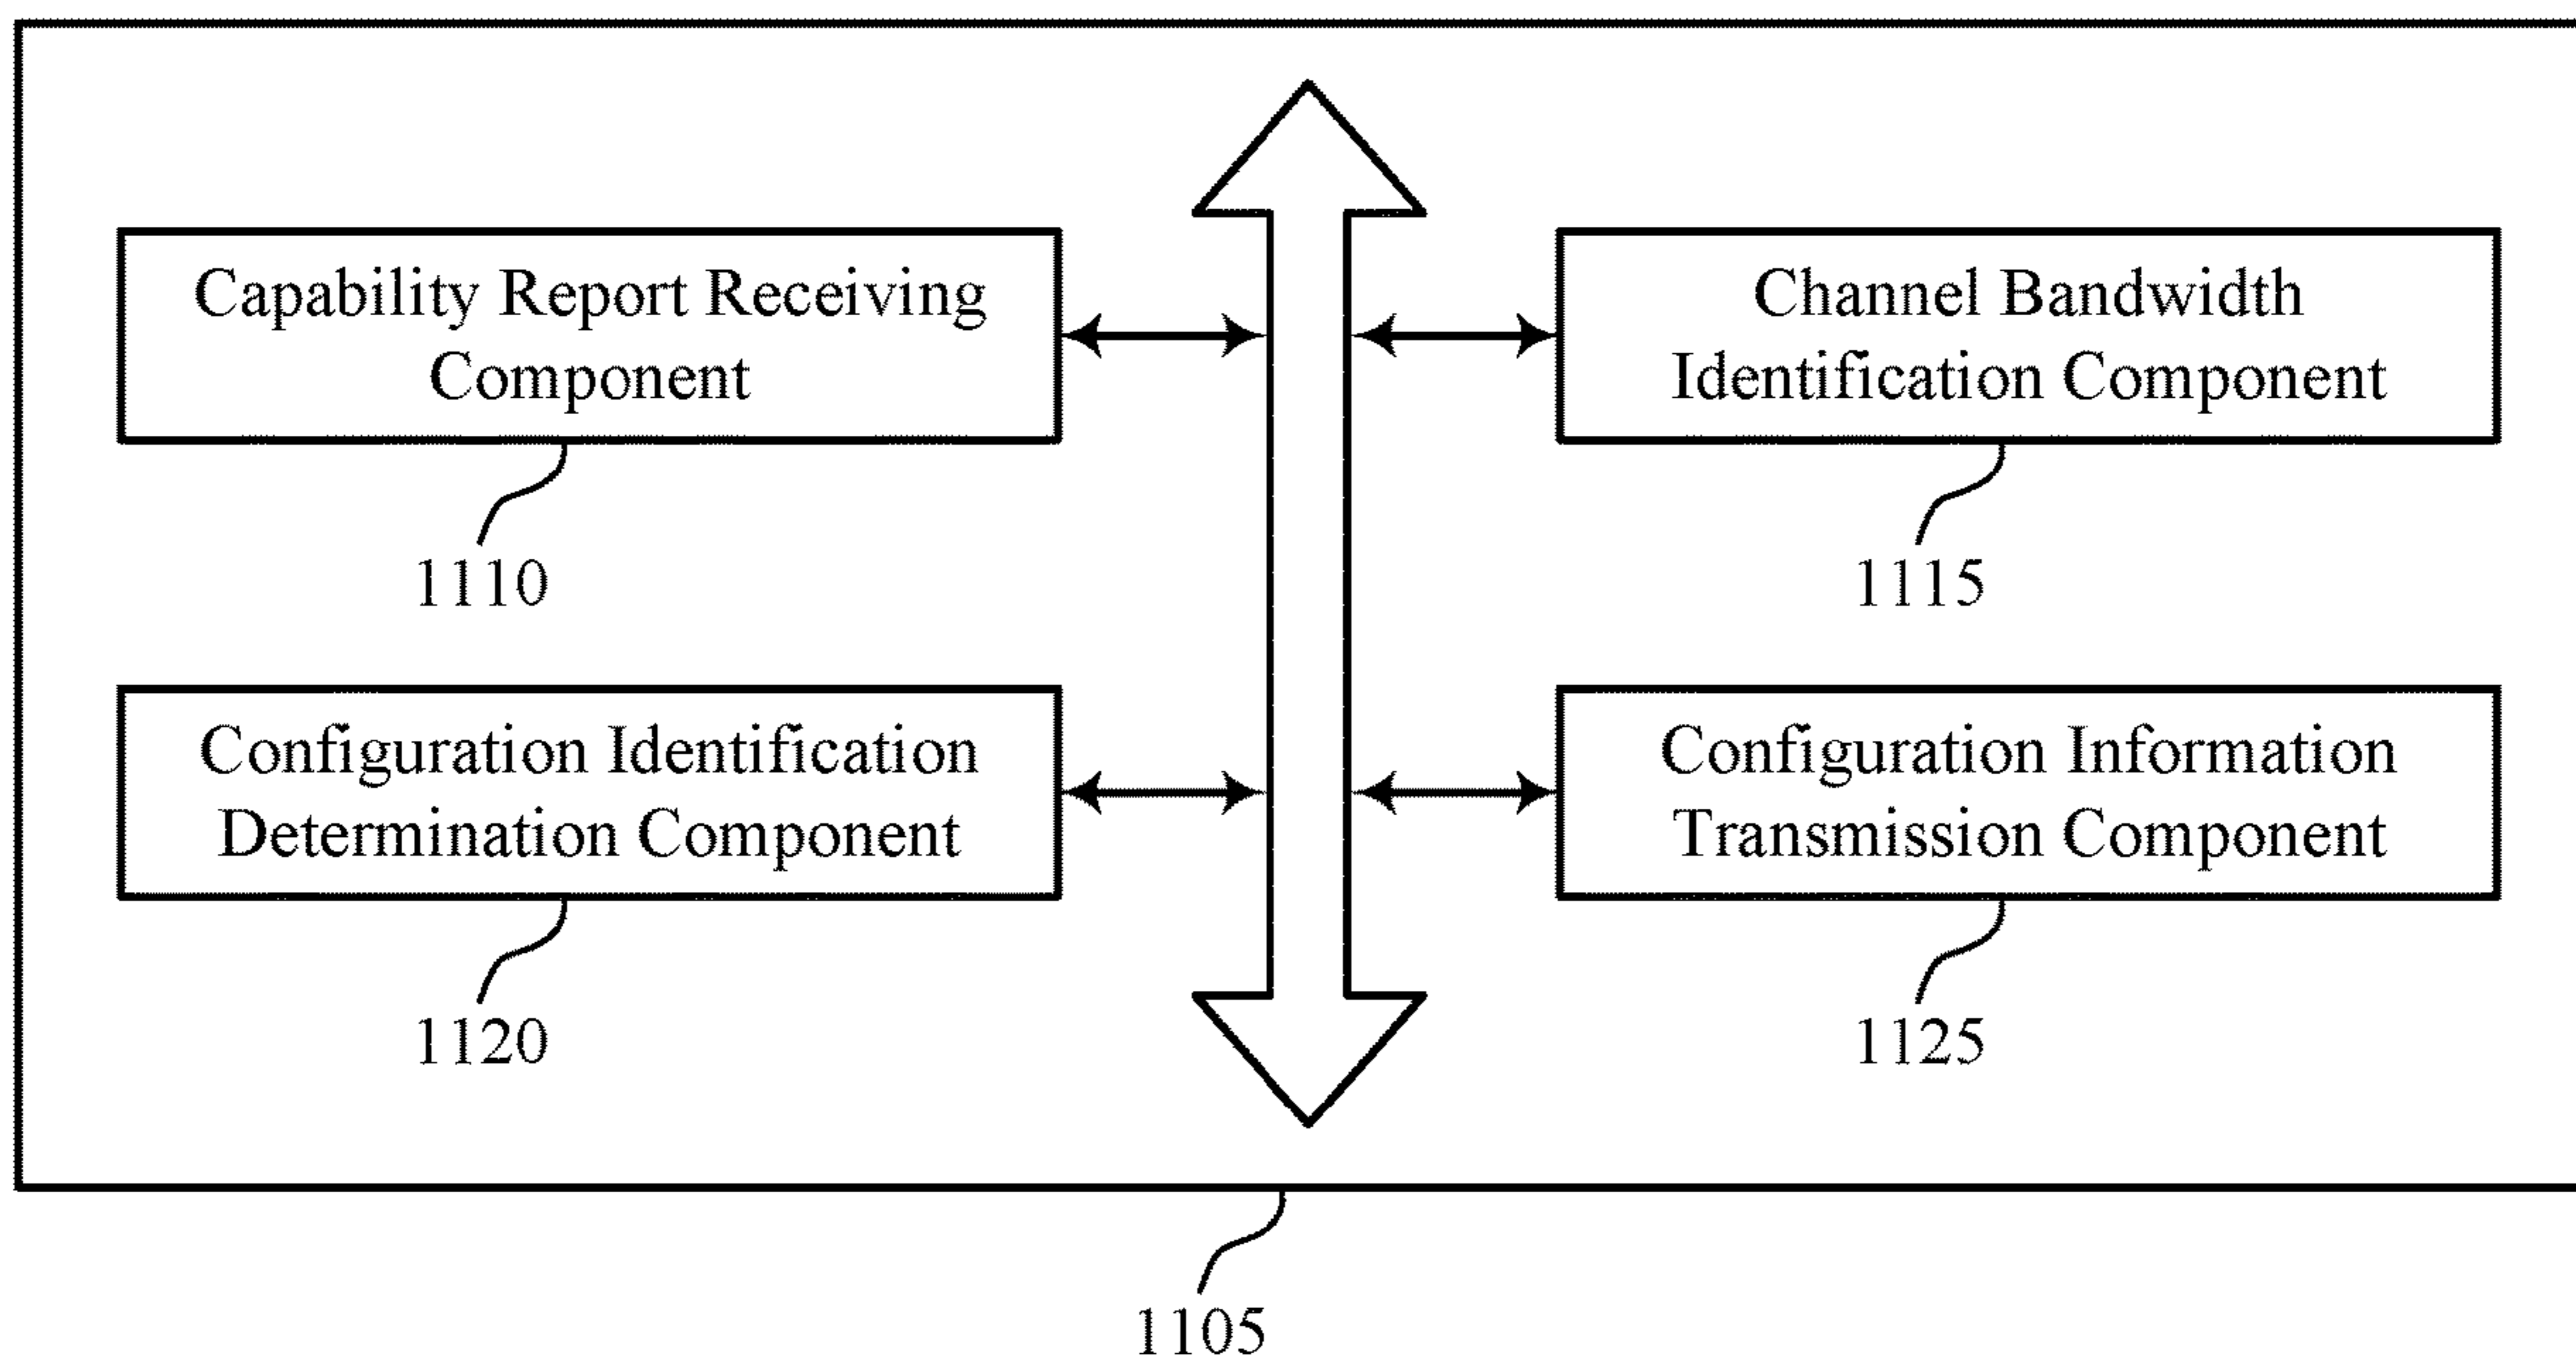 Capability Report Receiving
Component
1110
Channel Bandwidth
Identification Component
1115
Configuration Identification
Determination Component
1120
Configuration Information
Transmission Component
1125
1105